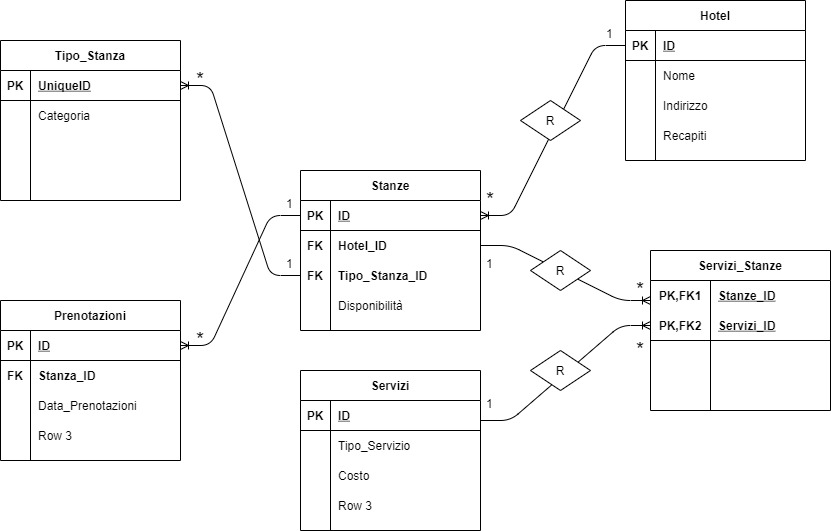 Hotel
PK ID
Nome
Indirizzo
Recapiti
1
R
*
Tipo_Stanza
PK UniqueID
Categoria
*
1
Stanze
PK ID
FK Hotel_ID
FK Tipo_Stanza_ID
Disponibilità
1
1
R
*
Servizi_Stanze
PK,FK1 Stanze_ID
PK,FK2 Servizi_ID
*
Prenotazioni
PK ID
FK Stanza_ID
Data_Prenotazioni
Row 3
*
Servizi
PK ID
Tipo_Servizio
Costo
Row 3
1
R